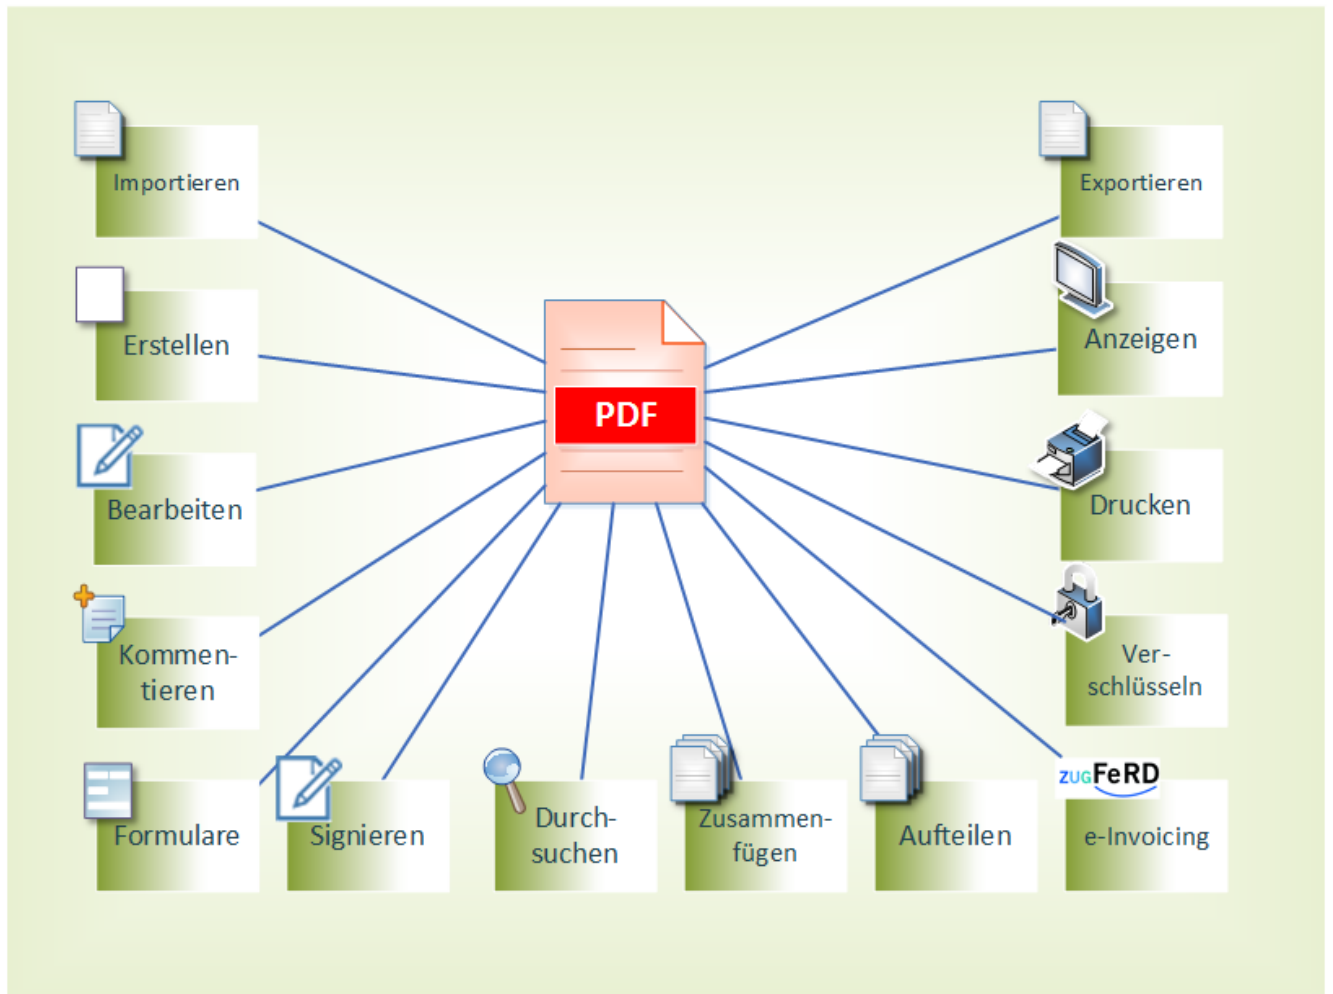 Importieren
Exportieren
Erstellen
Anzeigen
PDF
Bearbeiten
Drucken
Kommen-
tieren
Ver-
schlüsseln
Formulare
Signieren
Durch-
suchen
Zusammen-
fügen
Aufteilen
ZUGFeRD
e-Invoicing